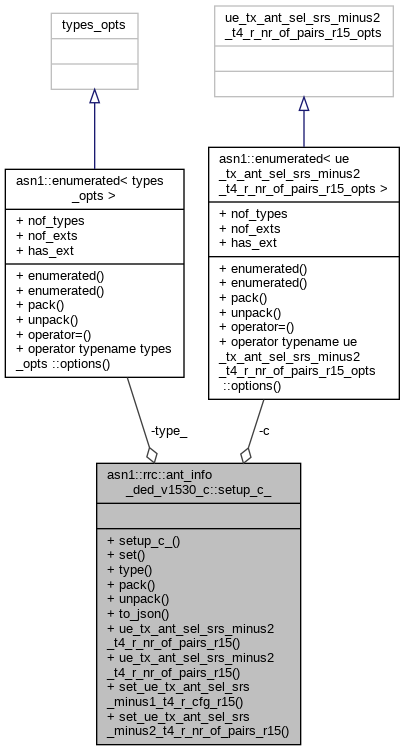 types_opts
ue_tx_ant_sel_srs_minus2
_t4_r_nr_of_pairs_r15_opts
asn1::enumerated< types
_opts >
+ nof_types
+ nof_exts
+ has_ext
+ enumerated()
+ enumerated()
+ pack()
+ unpack()
+ operator=()
+ operator typename types
_opts ::options()
asn1::enumerated< ue
_tx_ant_sel_srs_minus2
_t4_r_nr_of_pairs_r15_opts >
+ nof_types
+ nof_exts
+ has_ext
+ enumerated()
+ enumerated()
+ pack()
+ unpack()
+ operator=()
+ operator typename ue
_tx_ant_sel_srs_minus2
_t4_r_nr_of_pairs_r15_opts
::options()
-type_
-c
asn1::rrc::ant_info
_ded_v1530_c::setup_c_
+ setup_c_()
+ set()
+ type()
+ pack()
+ unpack()
+ to_json()
+ ue_tx_ant_sel_srs_minus2
_t4_r_nr_of_pairs_r15()
+ ue_tx_ant_sel_srs_minus2
_t4_r_nr_of_pairs_r15()
+ set_ue_tx_ant_sel_srs
_minus1_t4_r_cfg_r15()
+ set_ue_tx_ant_sel_srs
_minus2_t4_r_nr_of_pairs_r15()